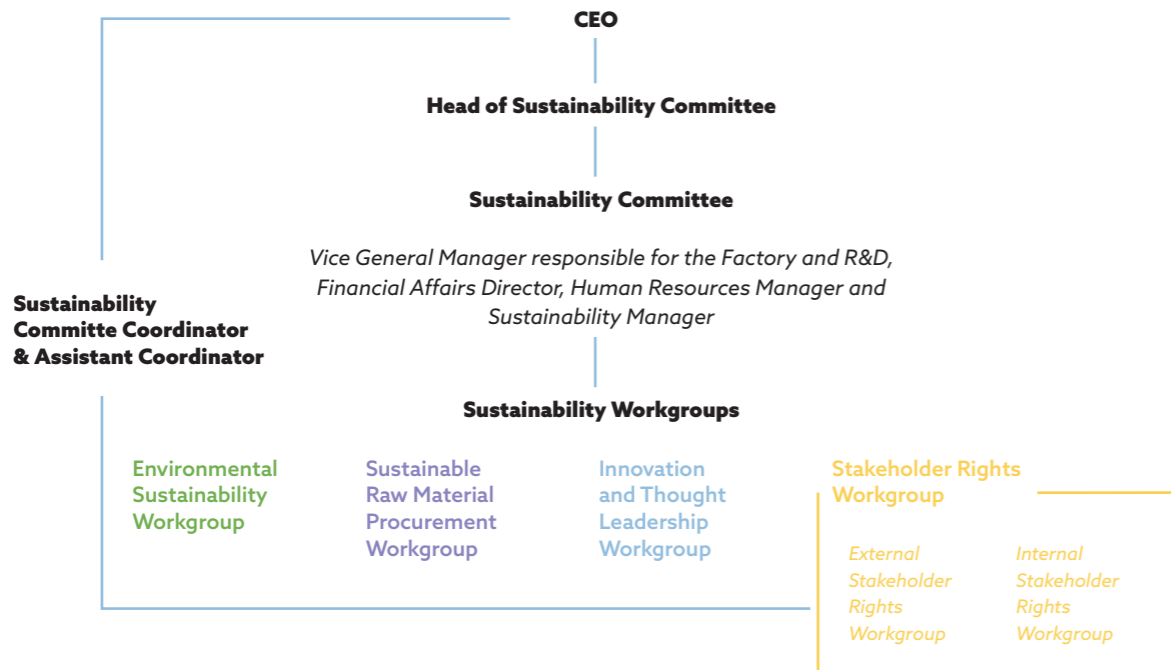 CEO
Head of Sustainability Committee
Sustainability Committee
Vice General Manager responsible for the Factory and R&D,
Financial Affairs Director, Human Resources Manager and
Sustainability Manager
Sustainability
Committe Coordinator
& Assistant Coordinator
Sustainability Workgroups
Environmental
Sustainability
Workgroup
Sustainable
Raw Material
Procurement
Workgroup
Innovation
and Thought
Leadership
Workgroup
Stakeholder Rights
Workgroup
External
Stakeholder
Rights
Workgroup
Internal
Stakeholder
Rights
Workgroup